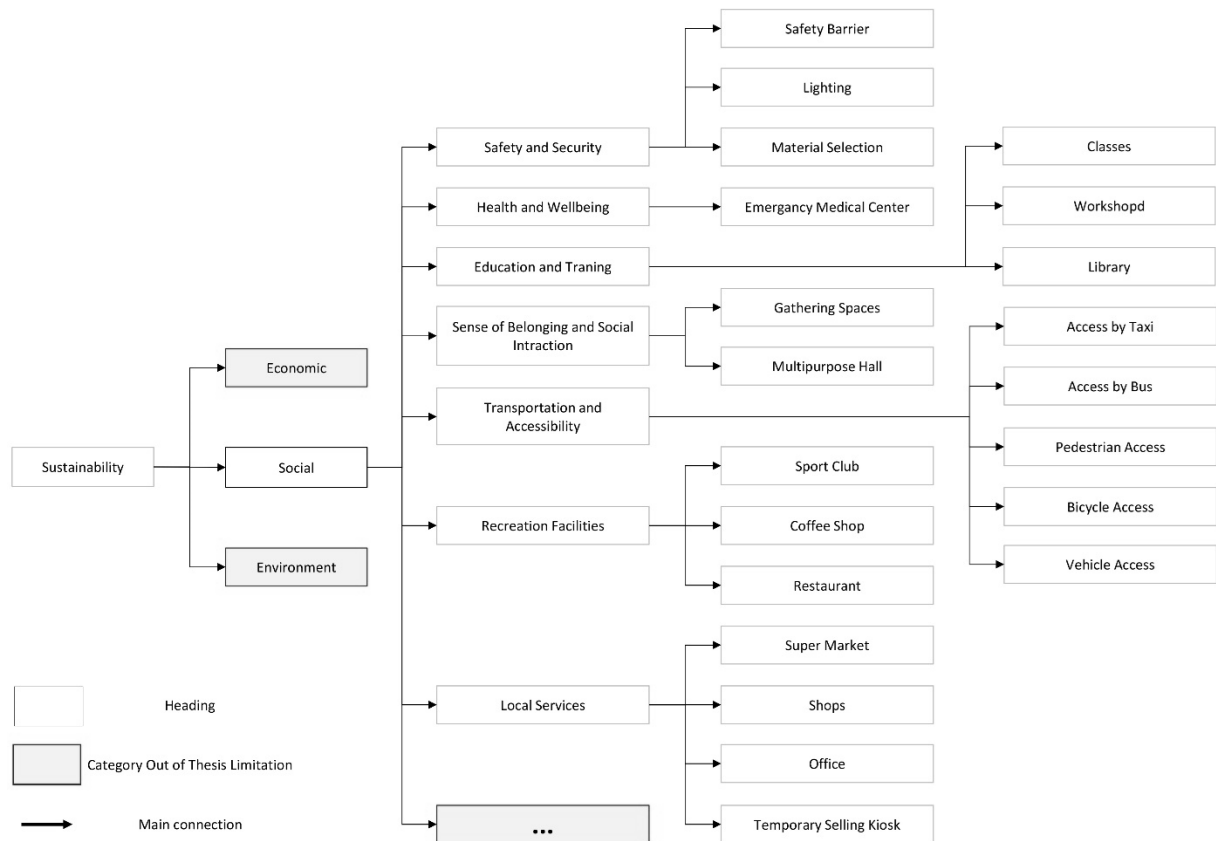 Safety Barrier
Lighting
Safety and Security
Material Selection
Classes
Health and Wellbeing
Emergancy Medical Center
Workshopd
Education and Traning
Library
Sense of Belonging and Social
Intraction
Gathering Spaces
Multipurpose Hall
Access by Taxi
Economic
Transportation and
Accessibility
Access by Bus
Sustainability
Social
Sport Club
Pedestrian Access
Recreation Facilities
Coffee Shop
Bicycle Access
Environment
Restaurant
Vehicle Access
Super Market
Heading
Local Services
Shops
Category Out of Thesis Limitation
Office
Main connection
...
Temporary Selling Kiosk